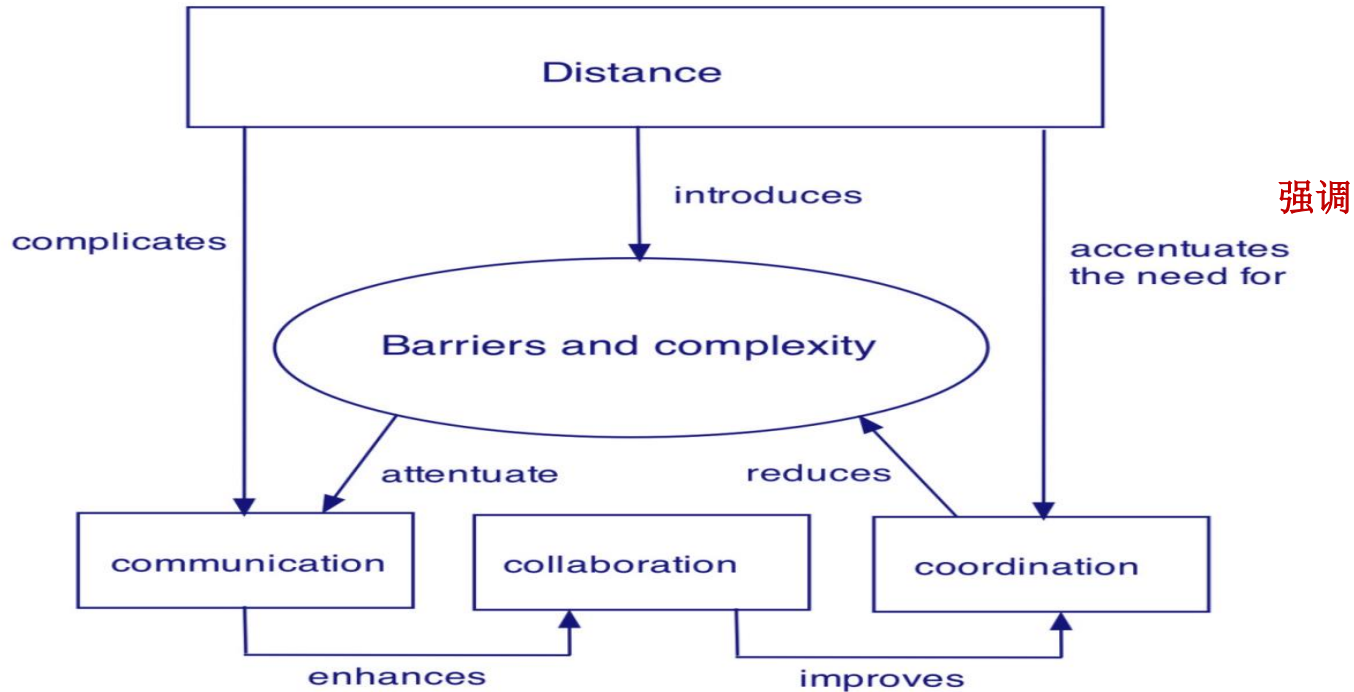 Distance
introduces
强调
complicates
accentuates
the need for
Barriers and complexity
attentuate
reduces
communication
collaboration
coordination
enhances
improves